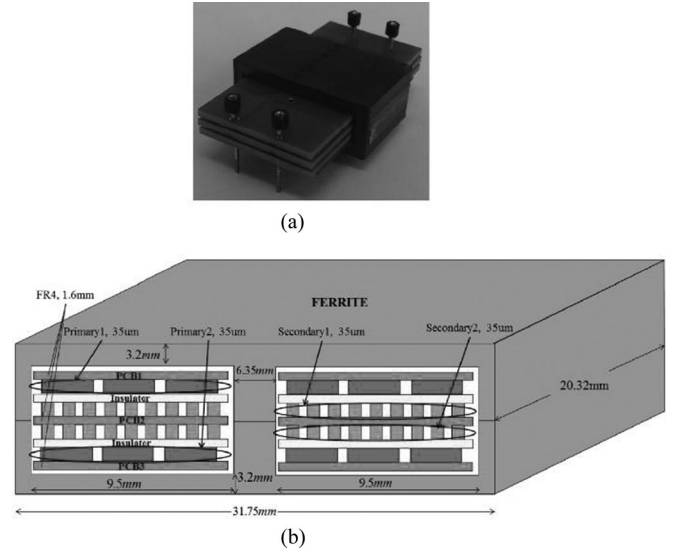 (a)
FERRITE
FR4, 1.6mm
Primary1, 35um
Primary2, 35um
Secondary1, 35um
Secondary2, 35um
3.2mm
6.35mm
20.32mm
PCB1
Insulator
PCB2
Insulator
PCB3
3.2mm
9.5mm
9.5mm
31.75mm
(b)